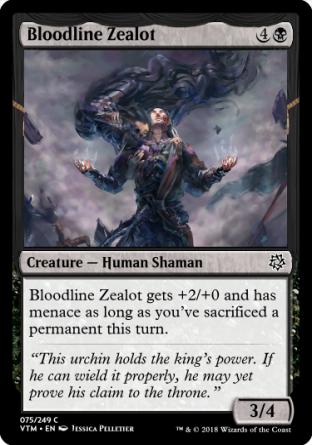 Bloodline Zealot 4
Creature — Human Shaman
Bloodline Zealot gets +2/+0 and has
menace as long as you've sacrificed a
permanent this turn.
"This urchin holds the king's power. If
he can wield it properly, he may yet
prove his claim to the throne."
3/4
075/249 C
VTM • EN Jessica Pelletier ™ & © 2018 Wizards of the Coast